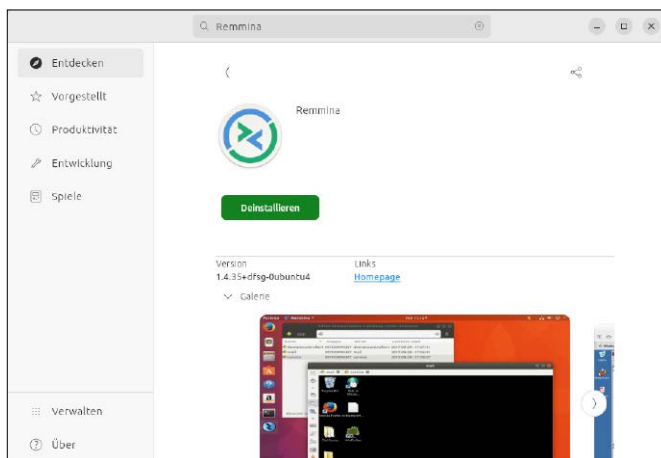 Remmina
Entdecken
Vorgestellt
Produktivität
Entwicklung
Spiele
Verwalten
Über
Remmina
Deinstallieren
Version
Links
1.4.35+dfsg-0ubuntu4
Homepage
Galerie